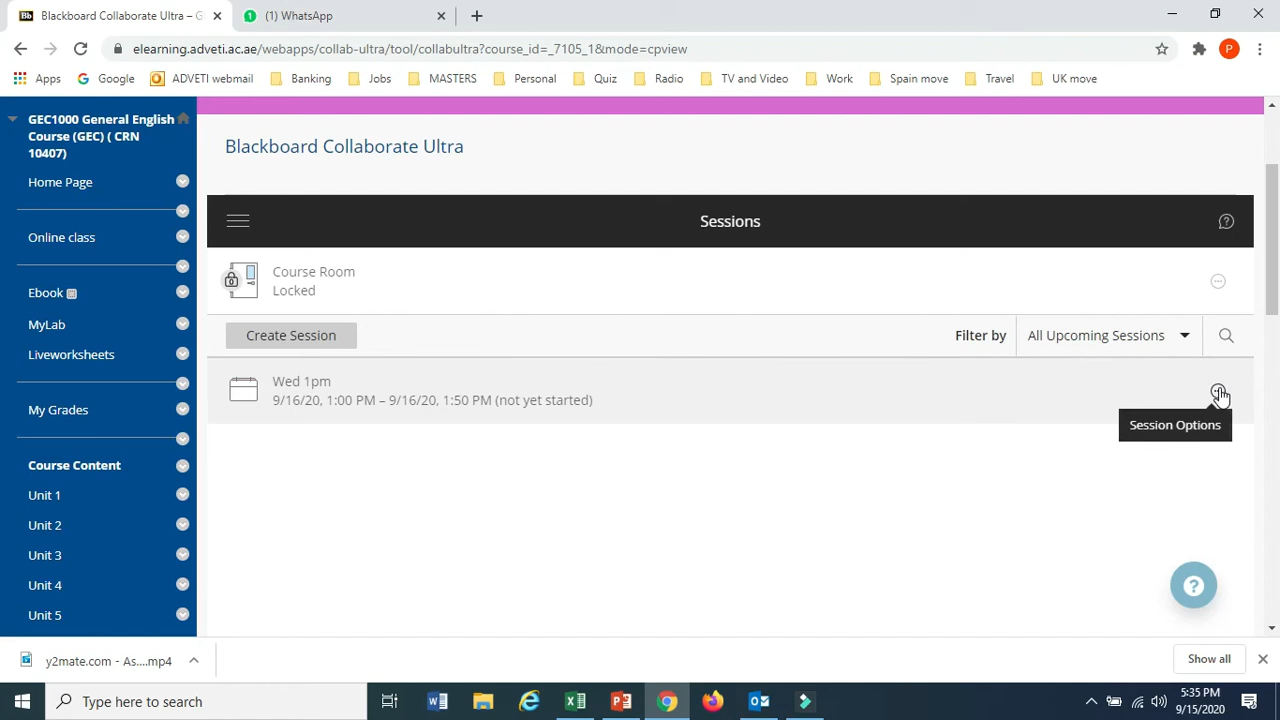 Blackboard Collaborate Ultra – G
(1) WhatsApp
elearning.adveti.ac.ae/webapps/collab-ultra/tool/collabultra?course_id=_7105_1&mode=cpview
P
Apps
Google
ADVETI webmail
Banking
Jobs
MASTERS
Personal
Quiz
Radio
TV and Video
Work
Spain move
Travel
UK move
GEC1000 General English
Course (GEC) ( CRN
10407)
Home Page
Online class
Ebook
MyLab
Liveworksheets
My Grades
Course Content
Unit 1
Unit 2
Unit 3
Unit 4
Unit 5
Blackboard Collaborate Ultra
Sessions
Course Room
Locked
Create Session
Filter by
All Upcoming Sessions
Wed 1pm
9/16/20, 1:00 PM – 9/16/20, 1:50 PM (not yet started)
Session Options
y2mate.com - As....mp4
Show all
Type here to search
5:35 PM
9/15/2020